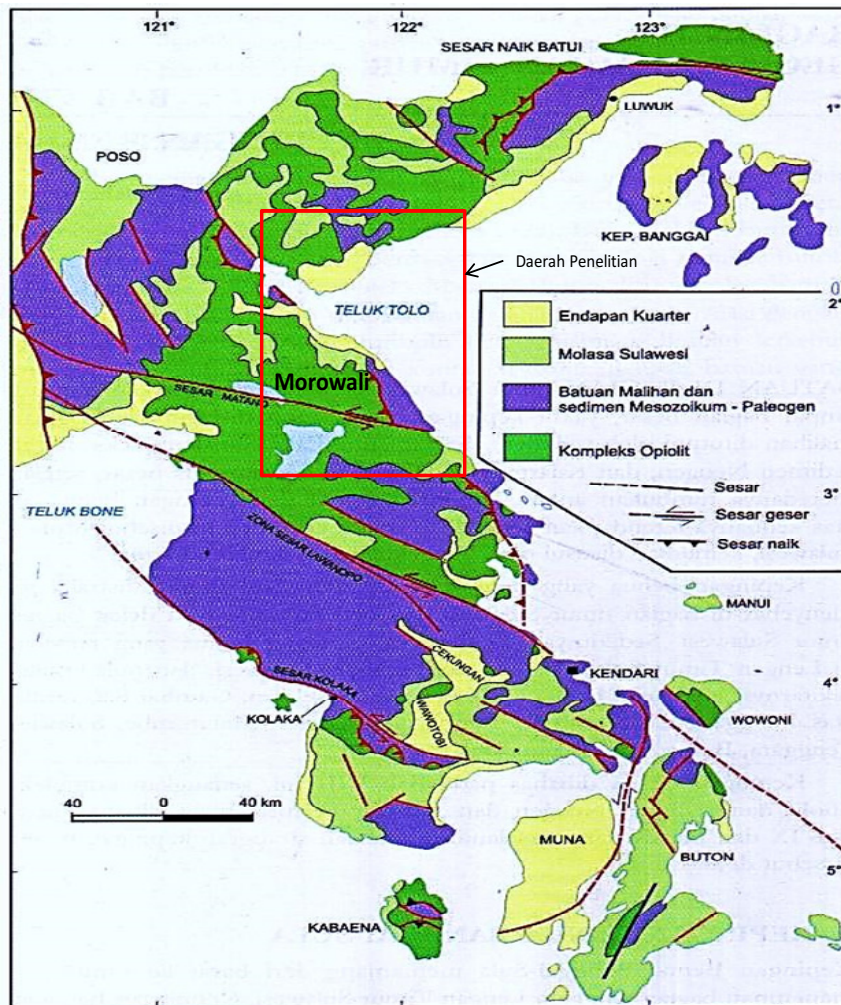 121°
122°
123°
SESAR NAIK BATUI
LUWUK
1°
POSO
KEP. BANGGAI
Daerah Penelitian
0
2°
TELUK TOLO
Endapan Kuarter
Molasa Sulawesi
Batuan Malihan dan
sedimen Mesozoikum - Paleogen
Kompleks Opiolit
Morowali
SESAR MATANO
Sesar
3°
Sesar geser
Sesar naik
TELUK BONE
ZONA SESAR LAWANOPO
MANUI
CEKUNGAN
WAWOTOBI
KENDARI
4°
SESAR KOLAKA
KOLAKA
WOWONI
40 0 40 km
MUNA
BUTON
5°
KABAENA